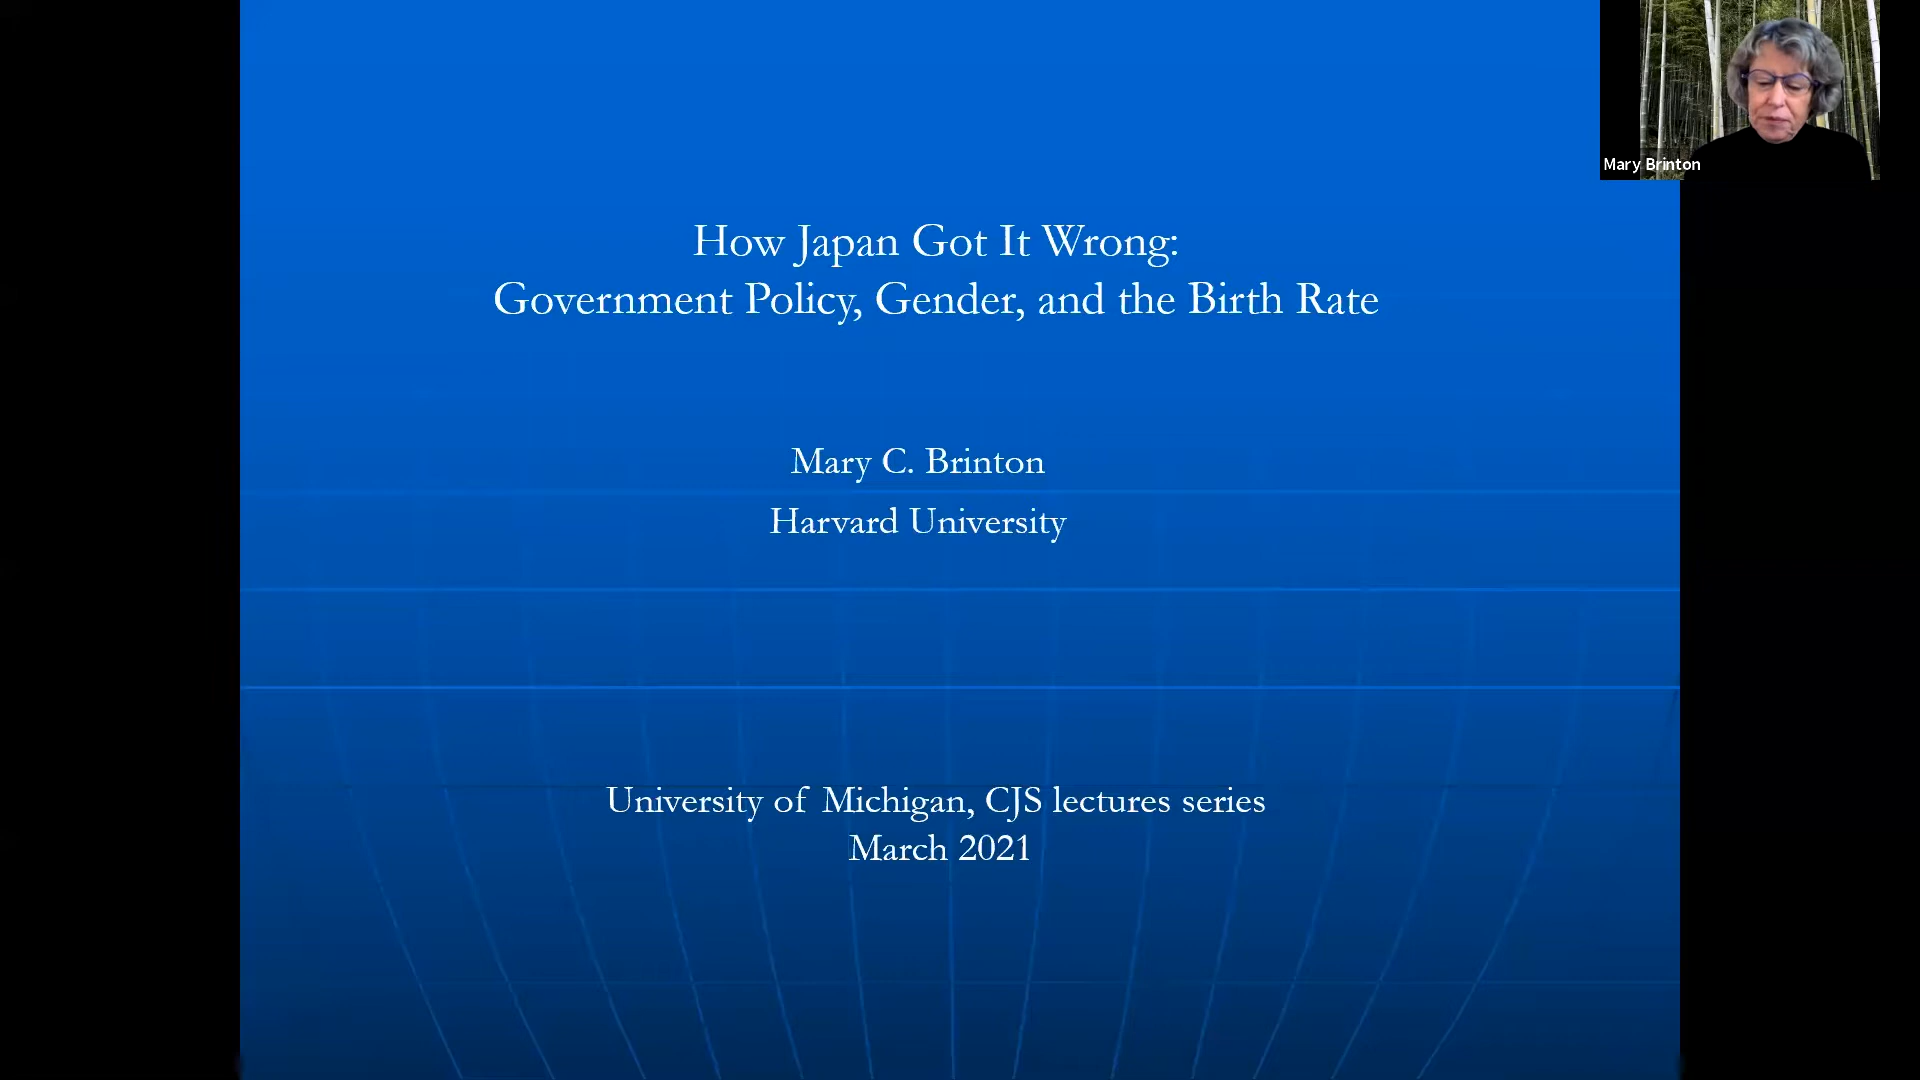 How Japan Got It Wrong:
Government Policy, Gender, and the Birth Rate
Mary C. Brinton
Harvard University
University of Michigan, CJS lectures series
March 2021
Mary Brinton